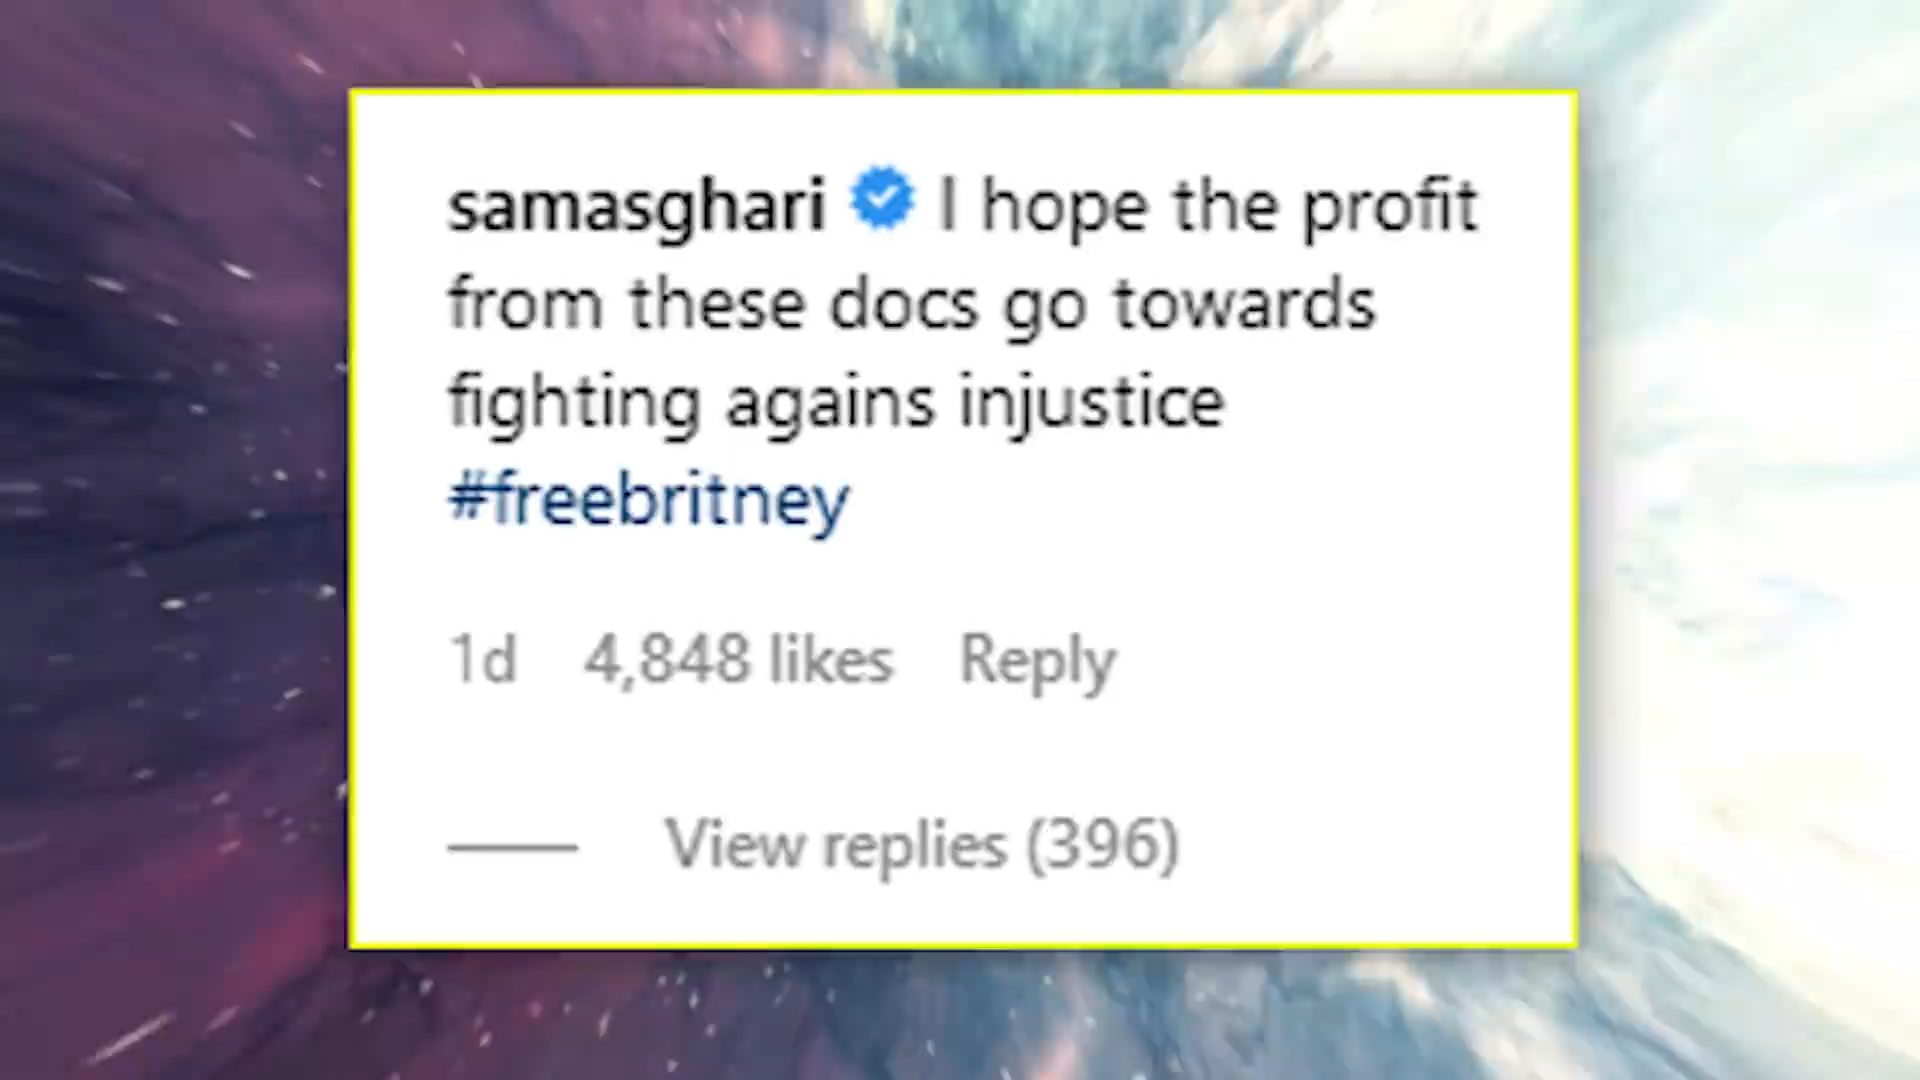 samasghari I hope the profit
from these docs go towards
fighting agains injustice
#freebritney
1d 4,848 likes Reply
View replies (396)